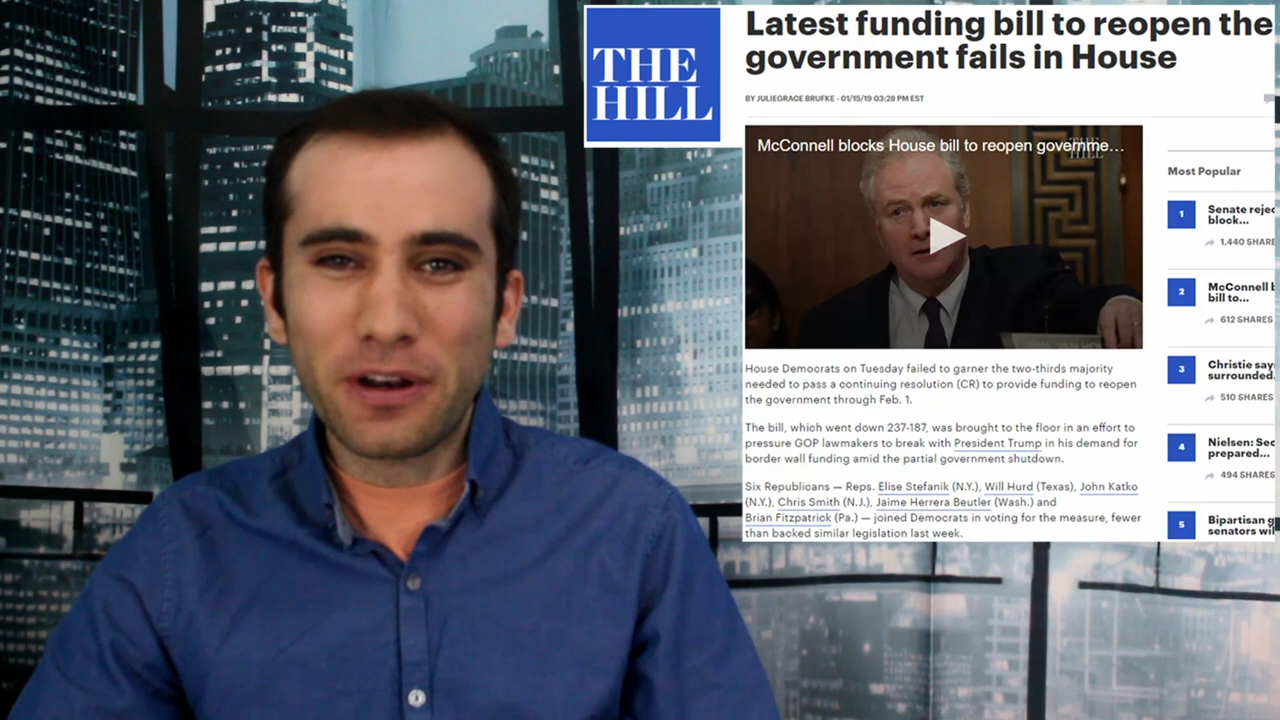 THE
HILL
Latest funding bill to reopen the
government fails in House
BY JULIEGRACE BRUFKE - 01/15/19 03:28 PM EST
McConnell blocks House bill to reopen governme…
THE
HILL
House Democrats on Tuesday failed to garner the two-thirds majority
needed to pass a continuing resolution (CR) to provide funding to reopen
the government through Feb. 1.
The bill, which went down 237-187, was brought to the floor in an effort to
pressure GOP lawmakers to break with President Trump in his demand for
border wall funding amid the partial government shutdown.
Six Republicans — Reps. Elise Stefanik (N.Y.), Will Hurd (Texas), John Katko
(N.Y.), Chris Smith (N.J.), Jaime Herrera Beutler (Wash.) and
Brian Fitzpatrick (Pa.) — joined Democrats in voting for the measure, fewer
than backed similar legislation last week.
Most Popular
1
Senate rejec
block...
1,440 SHARE
2
McConnell b
bill to...
612 SHARES
3
Christie say
surrounded
510 SHARES
4
Nielsen: Sec
prepared...
494 SHARES
5
Bipartisan g
senators wil